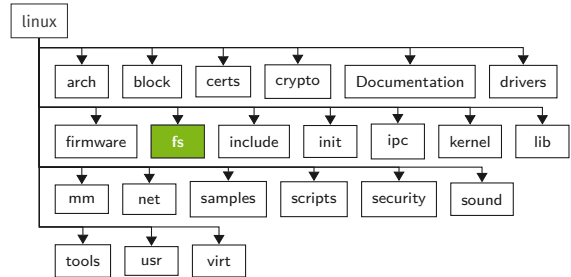 linux
arch block certs crypto Documentation drivers
firmware fs include init ipc kernel lib
mm net samples scripts security sound
tools usr virt